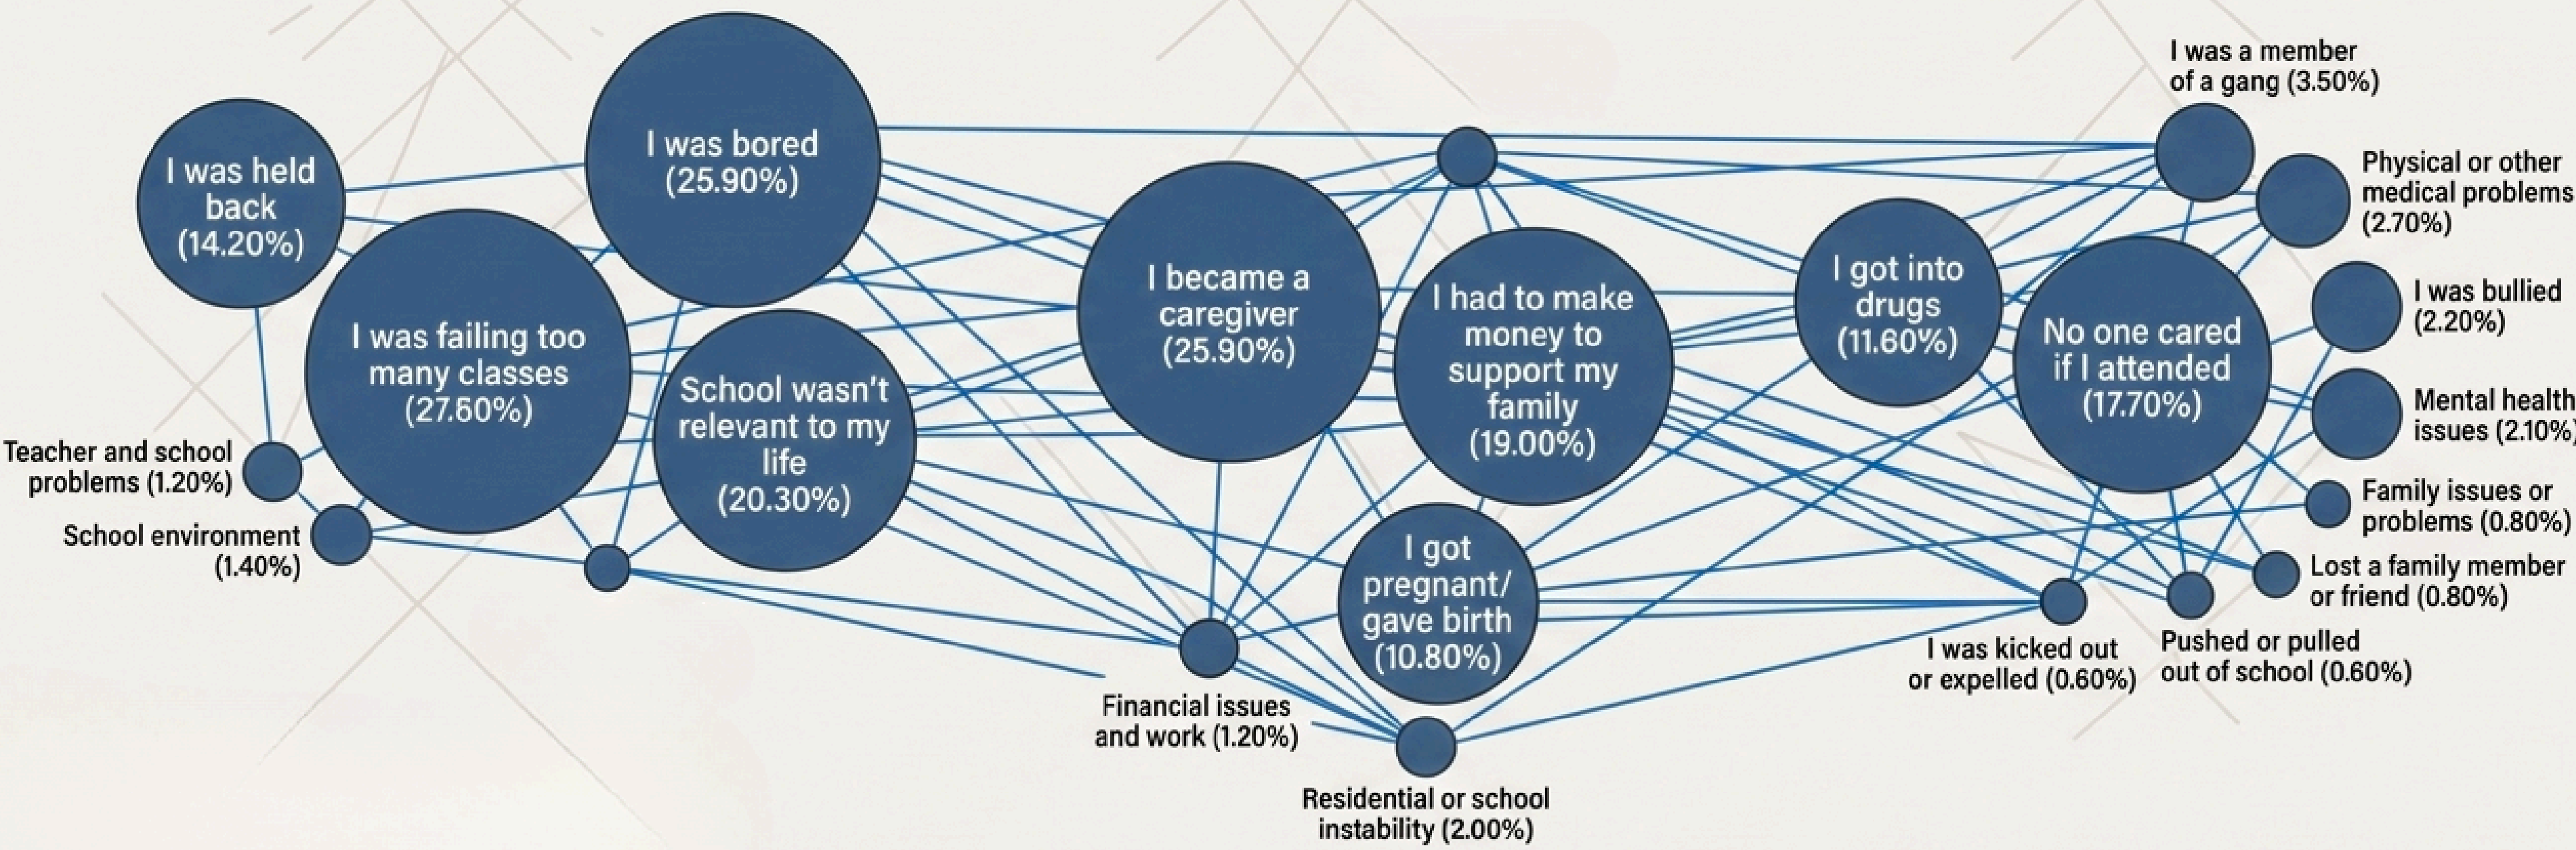 I was held
back
(14.20%)
I was failing too
many classes
(27.60%)
I was bored
(25.90%)
School wasn't
relevant to my
life
(20.30%)
Teacher and school
problems (1.20%)
School environment
(1.40%)
I became a
caregiver
(25.90%)
I had to make
money to
support my
family
(19.00%)
I got
pregnant/
gave birth
(10.80%)
Financial issues
and work (1.20%)
Residential or school
instability (2.00%)
I got into
drugs
(11.60%)
No one cared
if I attended
(17.70%)
I was a member
of a gang (3.50%)
Physical or other
medical problems
(2.70%)
I was bullied
(2.20%)
Mental health
issues (2.10%)
Family issues or
problems (0.80%)
Lost a family member
or friend (0.80%)
I was kicked out
or expelled (0.60%)
Pushed or pulled
out of school (0.60%)